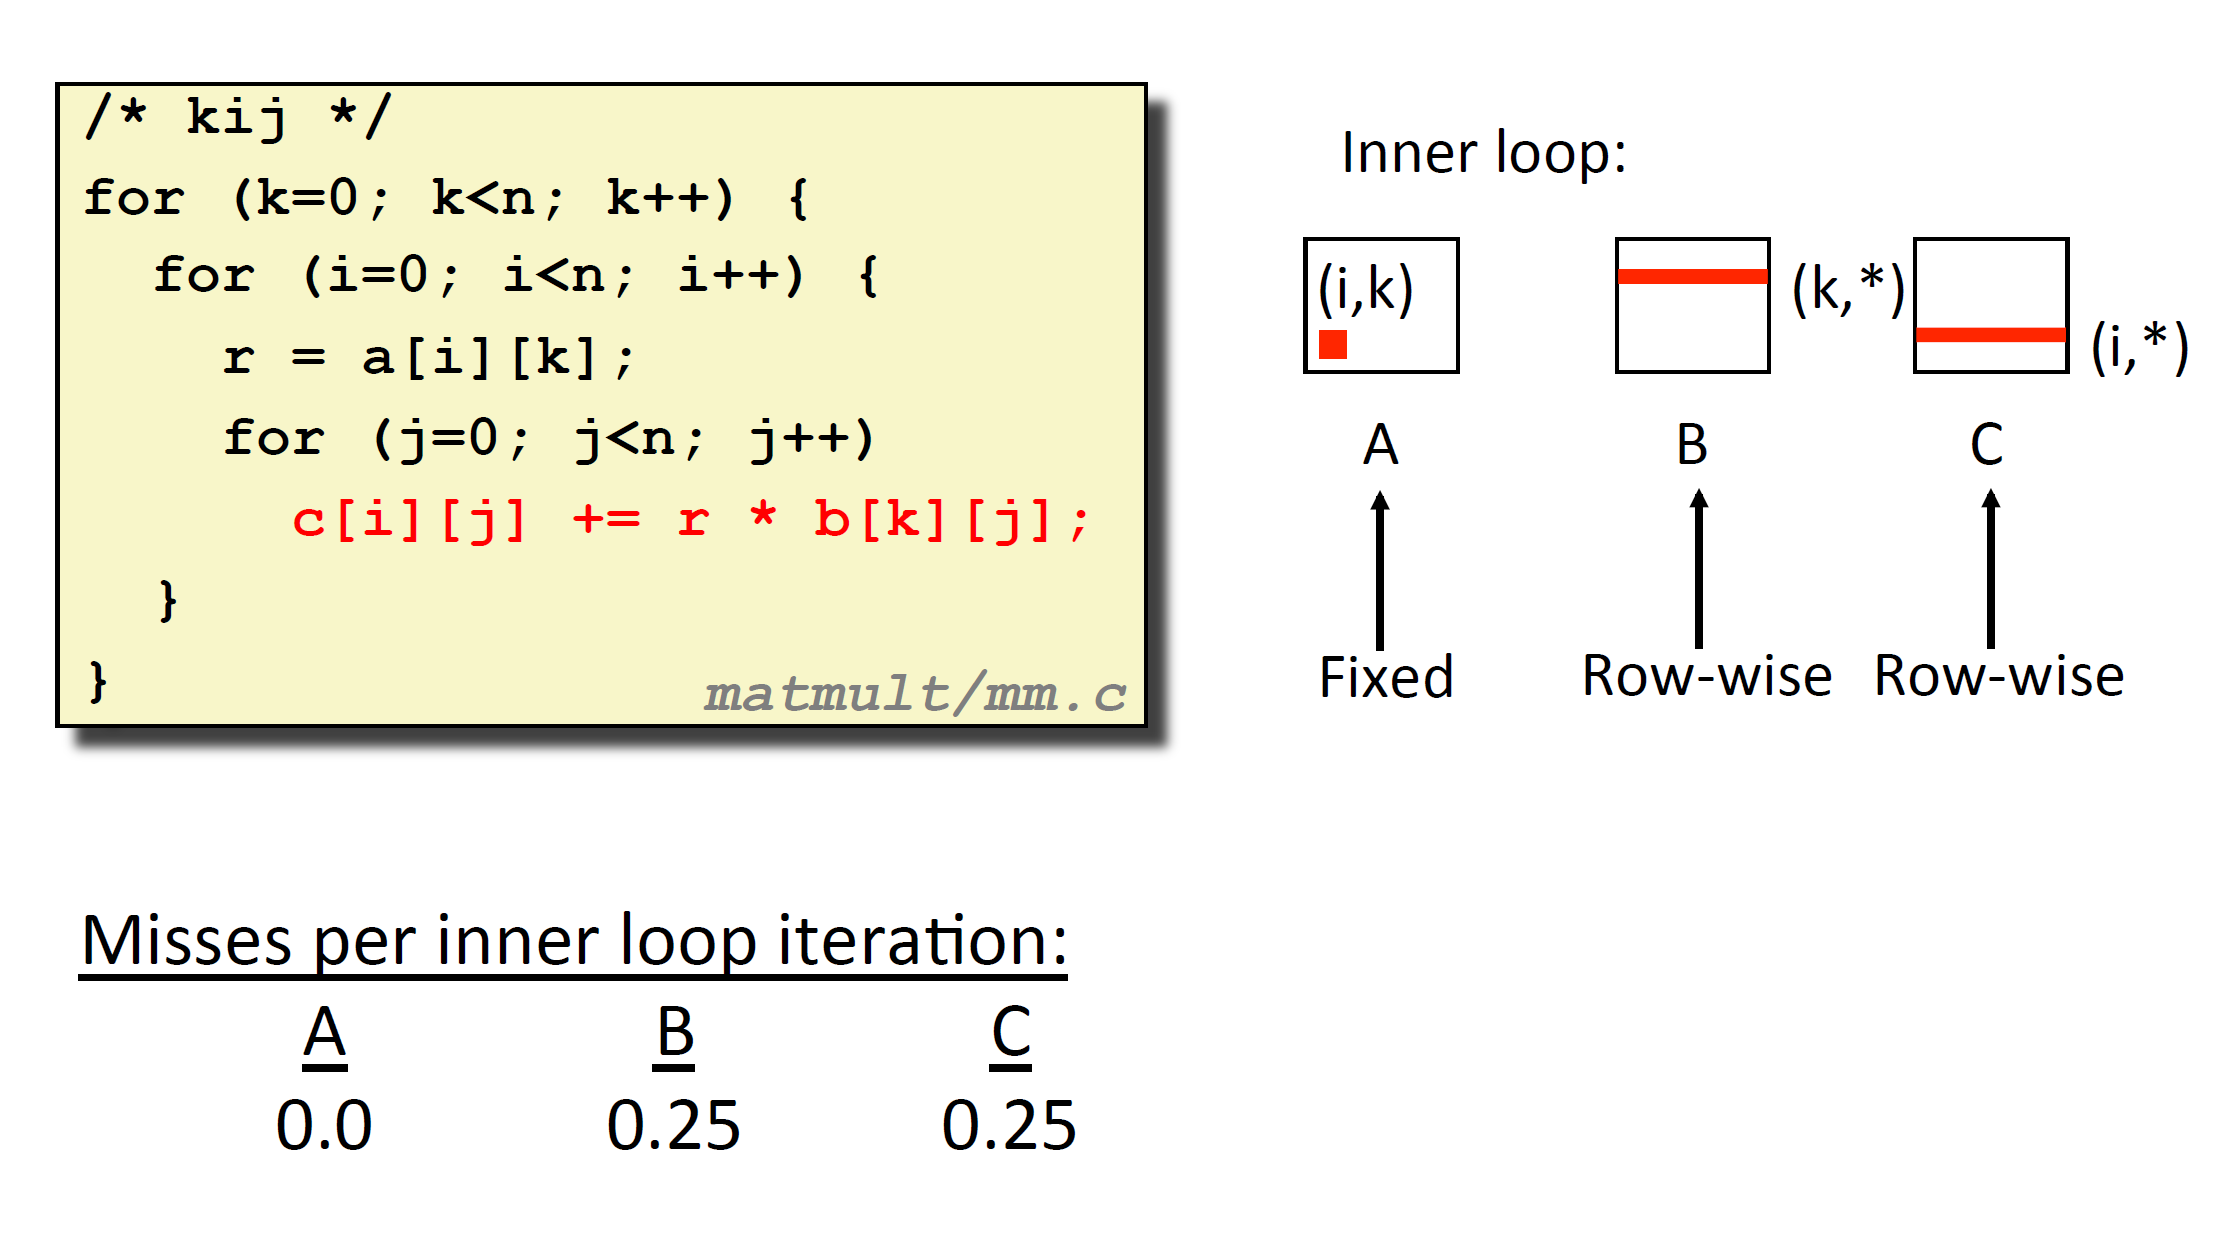 /* kij */
for (k=0; k<n; k++) {
  for (i=0; i<n; i++) {
    r = a[i][k];
    for (j=0; j<n; j++)
      c[i][j] += r * b[k][j];
  }
}
matmult/mm.c
Inner loop:
(i,k)
(k,*)
(i,*)
A B C
Fixed Row-wise Row-wise
Misses per inner loop iteration:
A B C
0.0 0.25 0.25